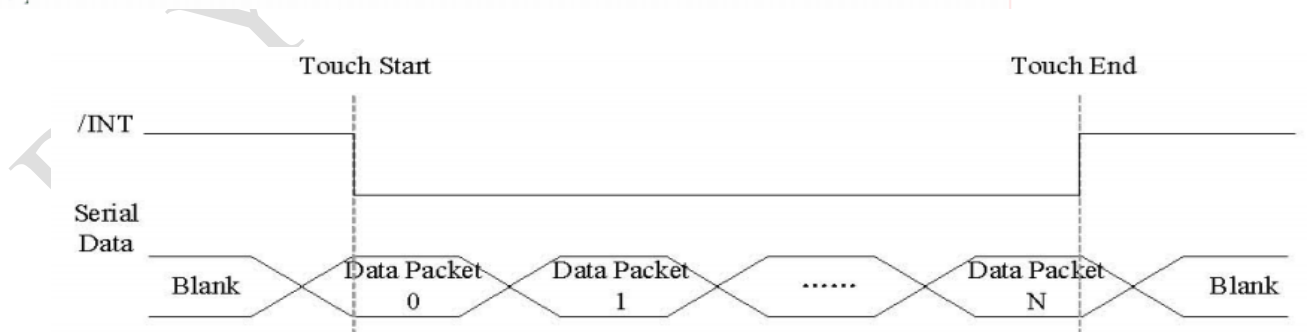 Touch Start
Touch End
/INT
Serial
Data
Blank
Data Packet
0
Data Packet
1
......
Data Packet
N
Blank